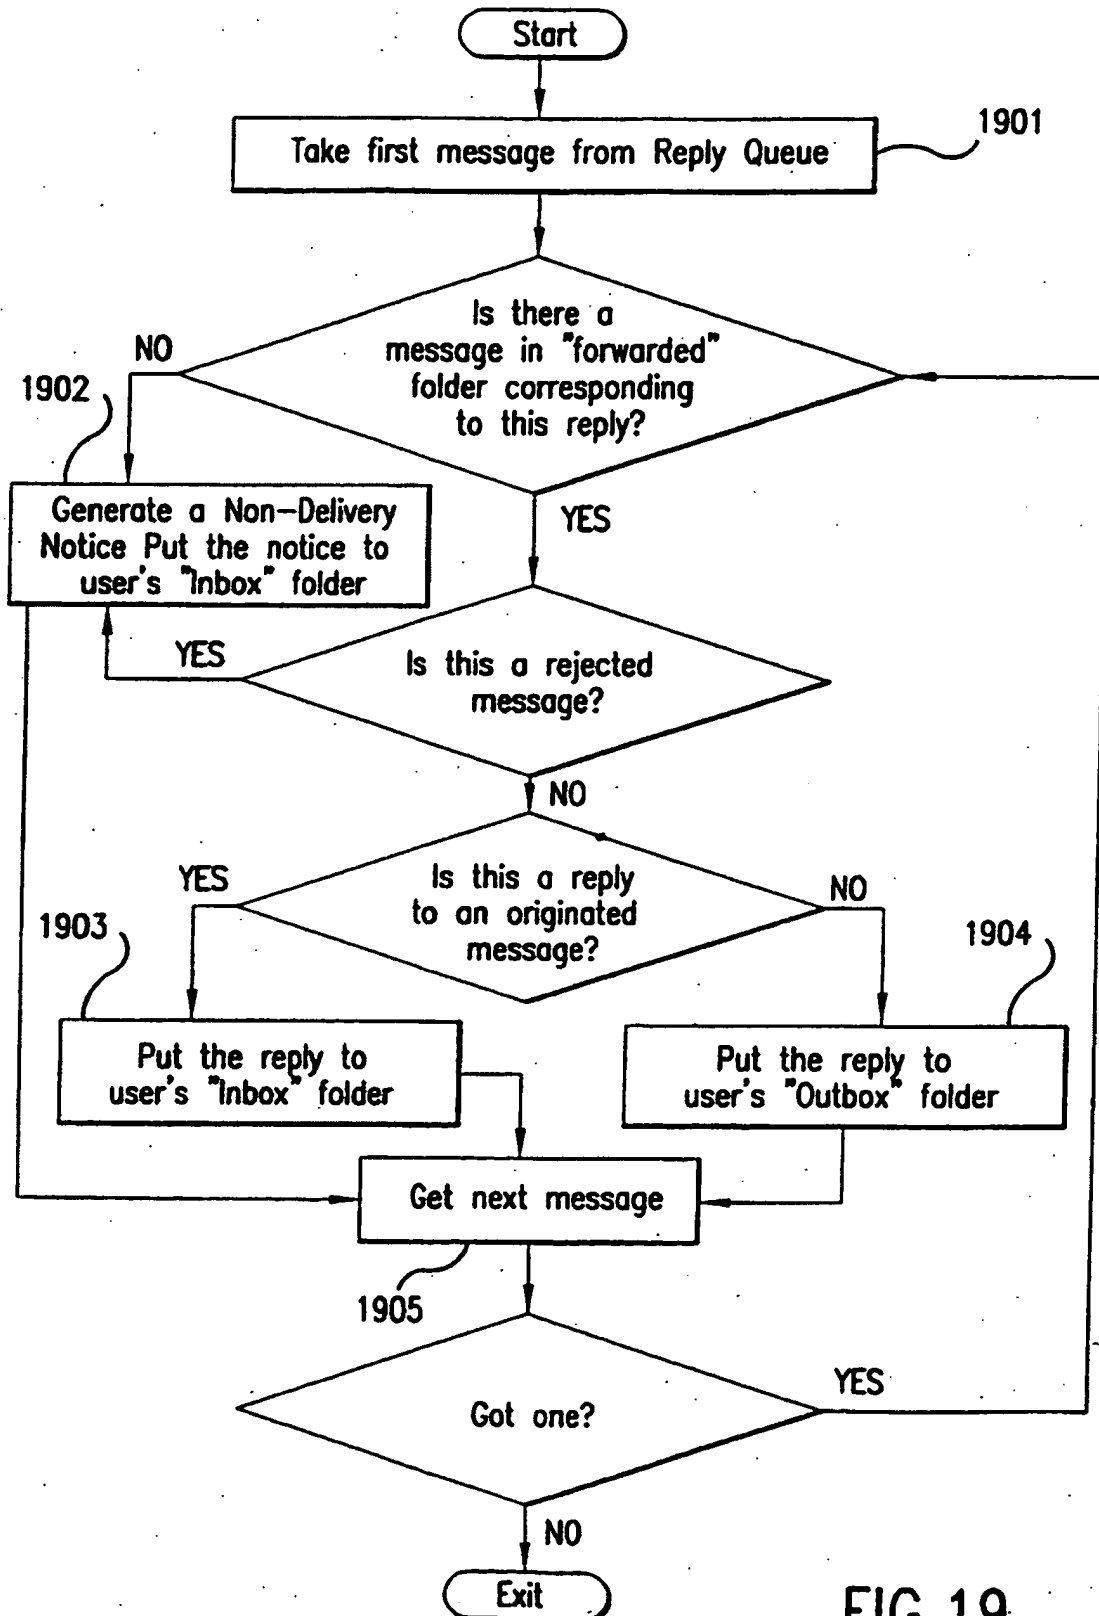 Start
1901
Take first message from Reply Queue
Is there a
message in "forwarded"
folder corresponding
to this reply?
NO
1902
YES
Generate a Non-Delivery
Notice Put the notice to
user's "Inbox" folder
YES
Is this a rejected
message?
NO
YES
Is this a reply
to an originated
message?
NO
1903
1904
Put the reply to
user's "Inbox" folder
Put the reply to
user's "Outbox" folder
Get next message
1905
Got one?
YES
NO
Exit
FIG.19